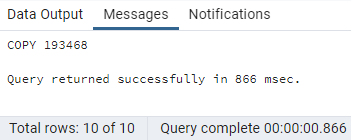 Data Output Messages Notifications
COPY 193468
Query returned successfully in 866 msec.
Total rows: 10 of 10 Query complete 00:00:00.866